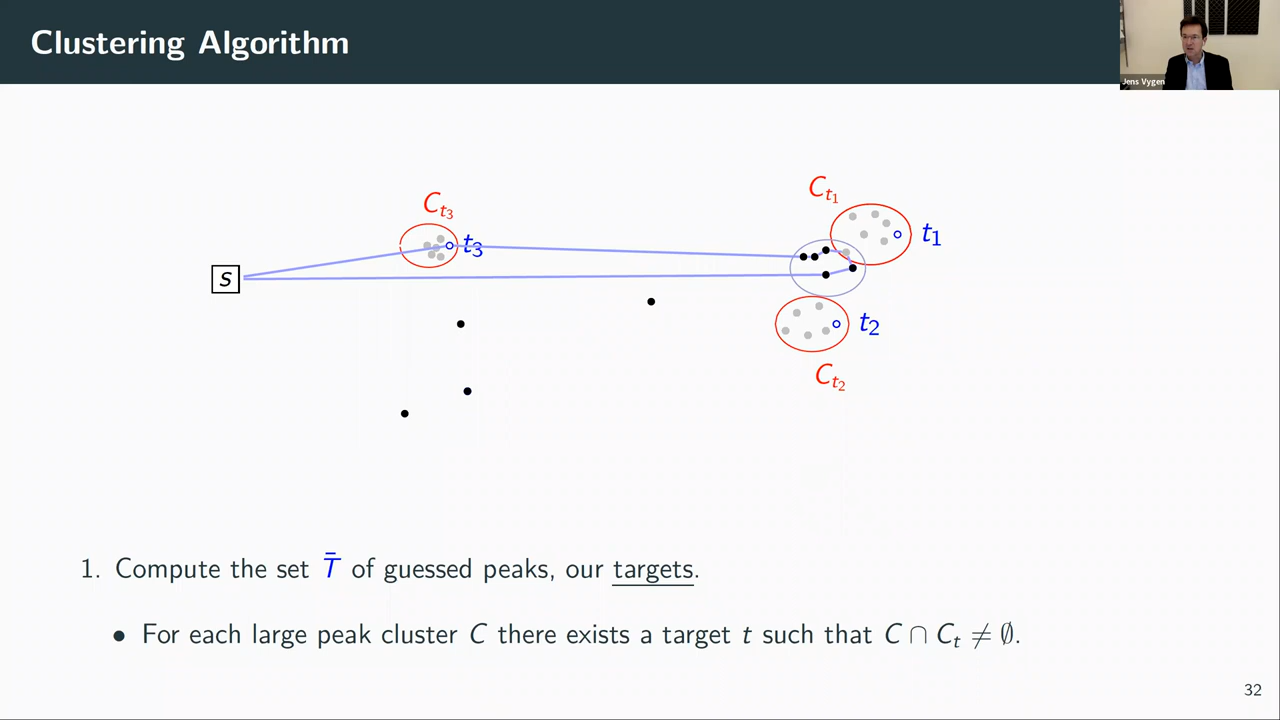 Clustering Algorithm
Jens Vygen
C_{t_1}
C_{t_3}
t_1
t_3
s
t_2
C_{t_2}
1. Compute the set T̄ of guessed peaks, our targets.
• For each large peak cluster C there exists a target t such that C ∩ C_t ≠ ∅.
32